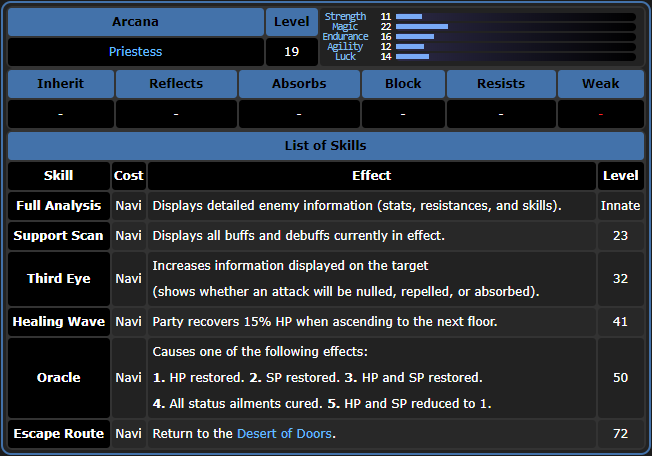 Arcana Level
Priestess 19
Strength 11
Magic 22
Endurance 16
Agility 12
Luck 14
Inherit Reflects Absorbs Block Resists Weak
- - - - - -
List of Skills
Skill Cost Effect Level
Full Analysis Navi Displays detailed enemy information (stats, resistances, and skills). Innate
Support Scan Navi Displays all buffs and debuffs currently in effect. 23
Third Eye Navi Increases information displayed on the target
(shows whether an attack will be nulled, repelled, or absorbed). 32
Healing Wave Navi Party recovers 15% HP when ascending to the next floor. 41
Oracle Navi Causes one of the following effects:
1. HP restored. 2. SP restored. 3. HP and SP restored.
4. All status ailments cured. 5. HP and SP reduced to 1. 50
Escape Route Navi Return to the Desert of Doors. 72